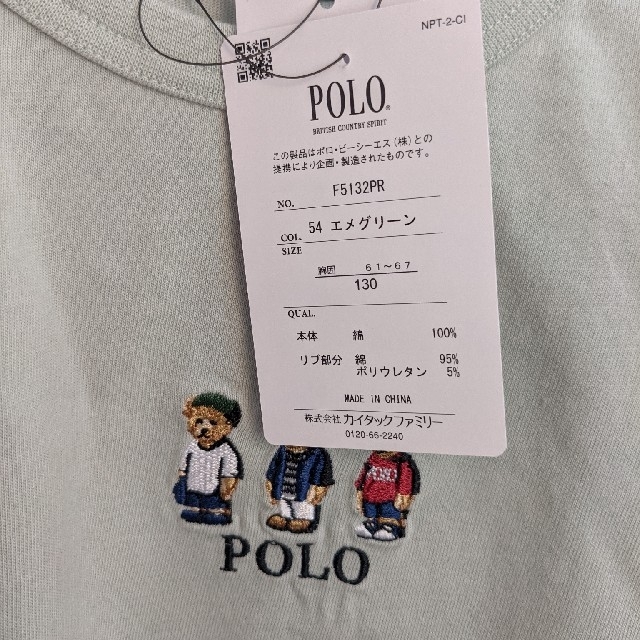 NPT-2-CI
POLO®
BRITISH COUNTRY SPIRIT
この製品はポロ・ビーシーエス(株)との
提携により企画・製造されたものです。
NO. F5132PR
COL. 54 エメグリーン
SIZE
胸囲 61~67
130
QUAL.
本体 綿 100%
リブ部分 綿 95%
ポリウレタン 5%
MADE IN CHINA
株式会社 カイタックファミリー
0120-56-2240
POLO